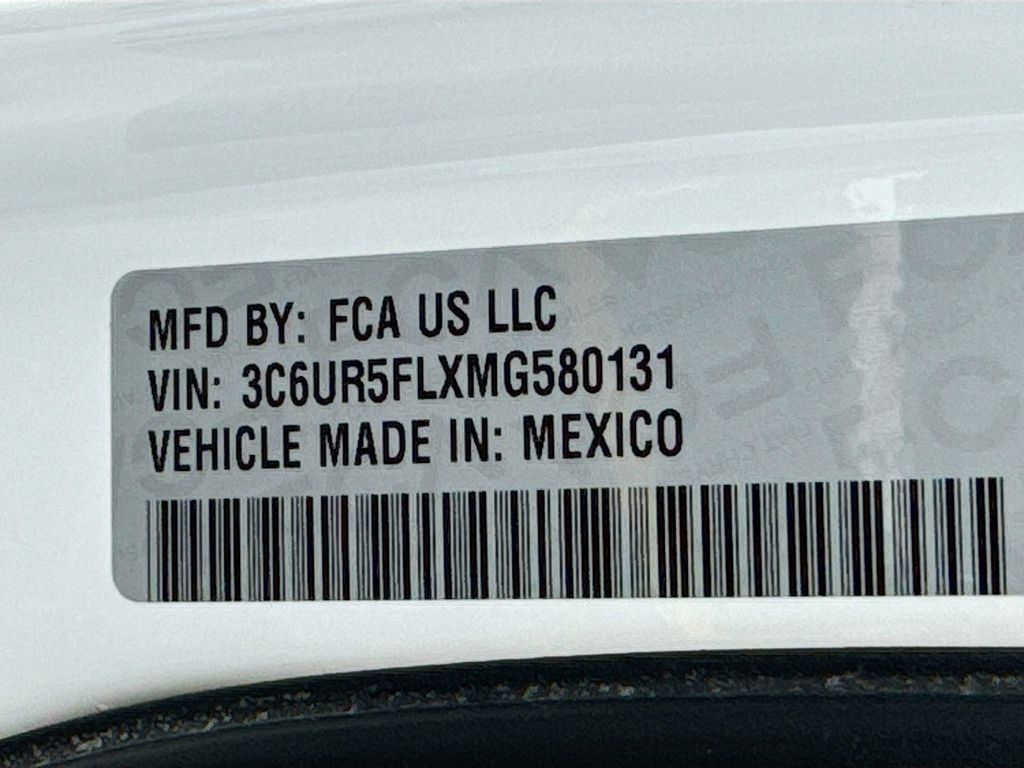 MFD BY: FCA US LLC
VIN: 3C6UR5FLXMG580131
VEHICLE MADE IN: MEXICO